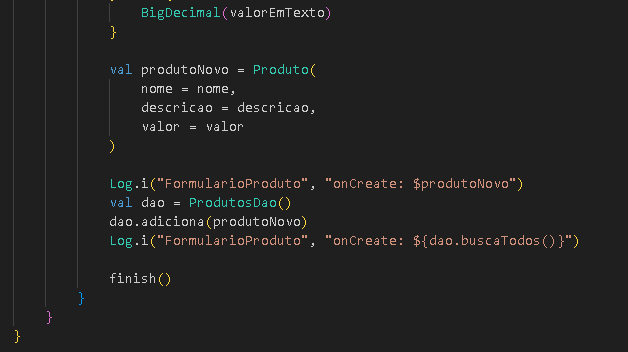 BigDecimal(valorEmTexto)
}
val produtoNovo = Produto(
nome = nome,
descricao = descricao,
valor = valor
)
Log.i("FormularioProduto", "onCreate: $produtoNovo")
val dao = ProdutosDao()
dao.adiciona(produtoNovo)
Log.i("FormularioProduto", "onCreate: ${dao.buscaTodos()}")
finish()
}
}
}